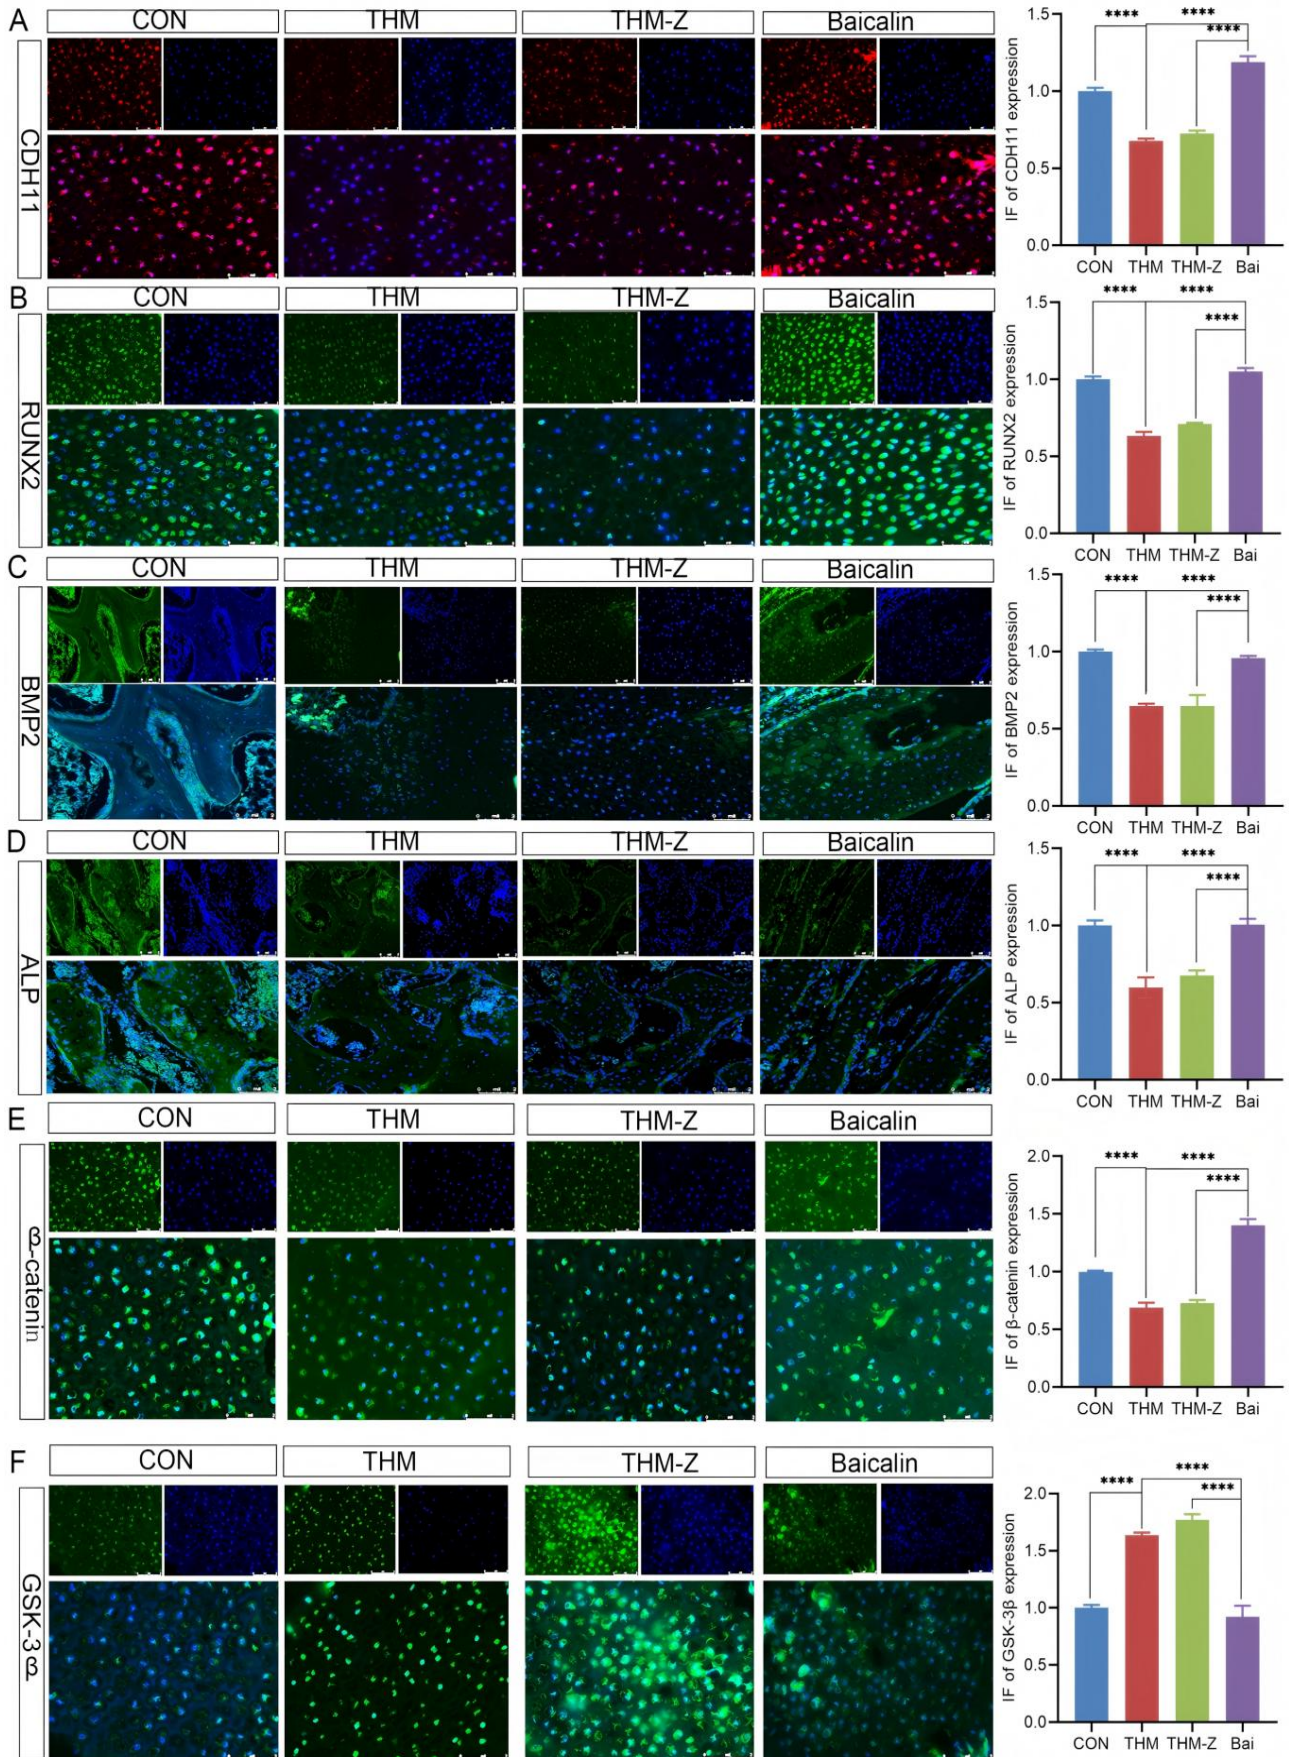 A
CON
THM
THM-Z
Baicalin
CDH11
IF of CDH11 expression
1.5
1.0
0.5
0.0
****
****
****
CON THM THM-Z Bai
B
CON
THM
THM-Z
Baicalin
RUNX2
IF of RUNX2 expression
1.5
1.0
0.5
0.0
****
****
****
CON THM THM-Z Bai
C
CON
THM
THM-Z
Baicalin
BMP2
IF of BMP2 expression
1.5
1.0
0.5
0.0
****
****
****
CON THM THM-Z Bai
D
CON
THM
THM-Z
Baicalin
ALP
IF of ALP expression
1.5
1.0
0.5
0.0
****
****
****
CON THM THM-Z Bai
E
CON
THM
THM-Z
Baicalin
β-catenin
IF of β-catenin expression
2.0
1.5
1.0
0.5
0.0
****
****
****
CON THM THM-Z Bai
F
CON
THM
THM-Z
Baicalin
GSK-3β
IF of GSK-3β expression
2.0
1.5
1.0
0.5
0.0
****
****
****
CON THM THM-Z Bai